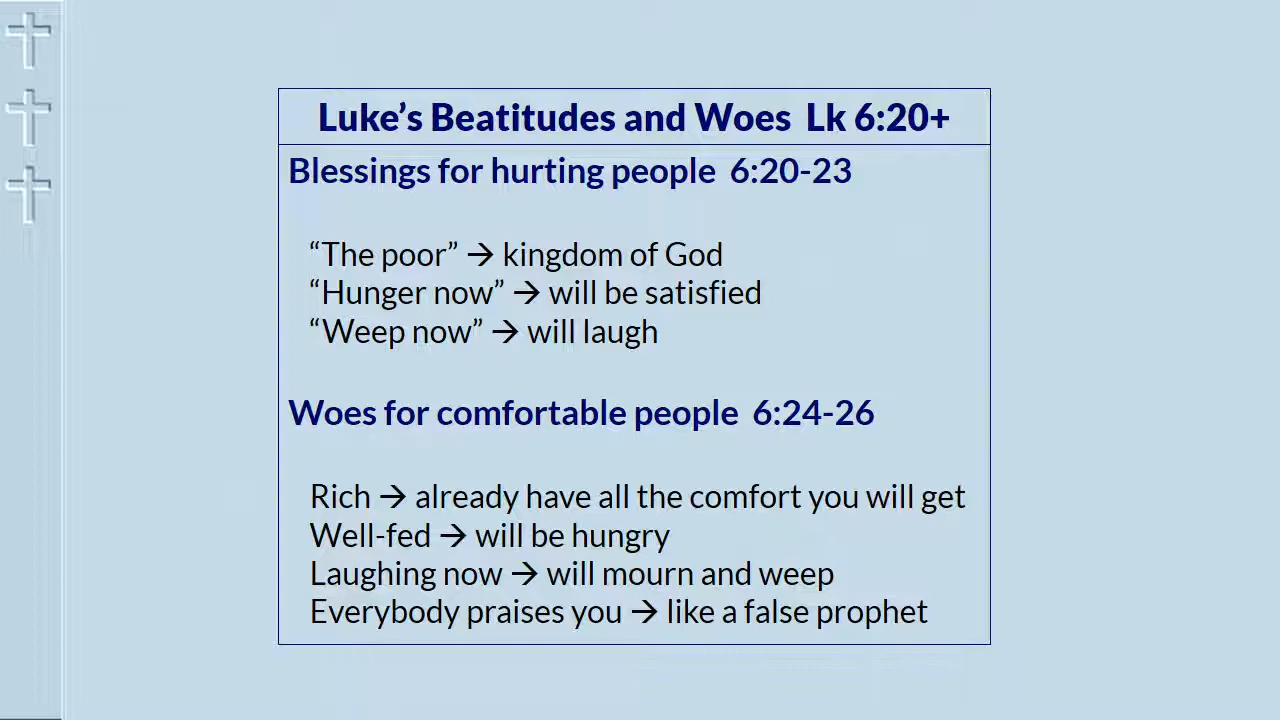 Luke’s Beatitudes and Woes  Lk 6:20+
Blessings for hurting people  6:20-23
“The poor” → kingdom of God
“Hunger now” → will be satisfied
“Weep now” → will laugh
Woes for comfortable people  6:24-26
Rich → already have all the comfort you will get
Well-fed → will be hungry
Laughing now → will mourn and weep
Everybody praises you → like a false prophet